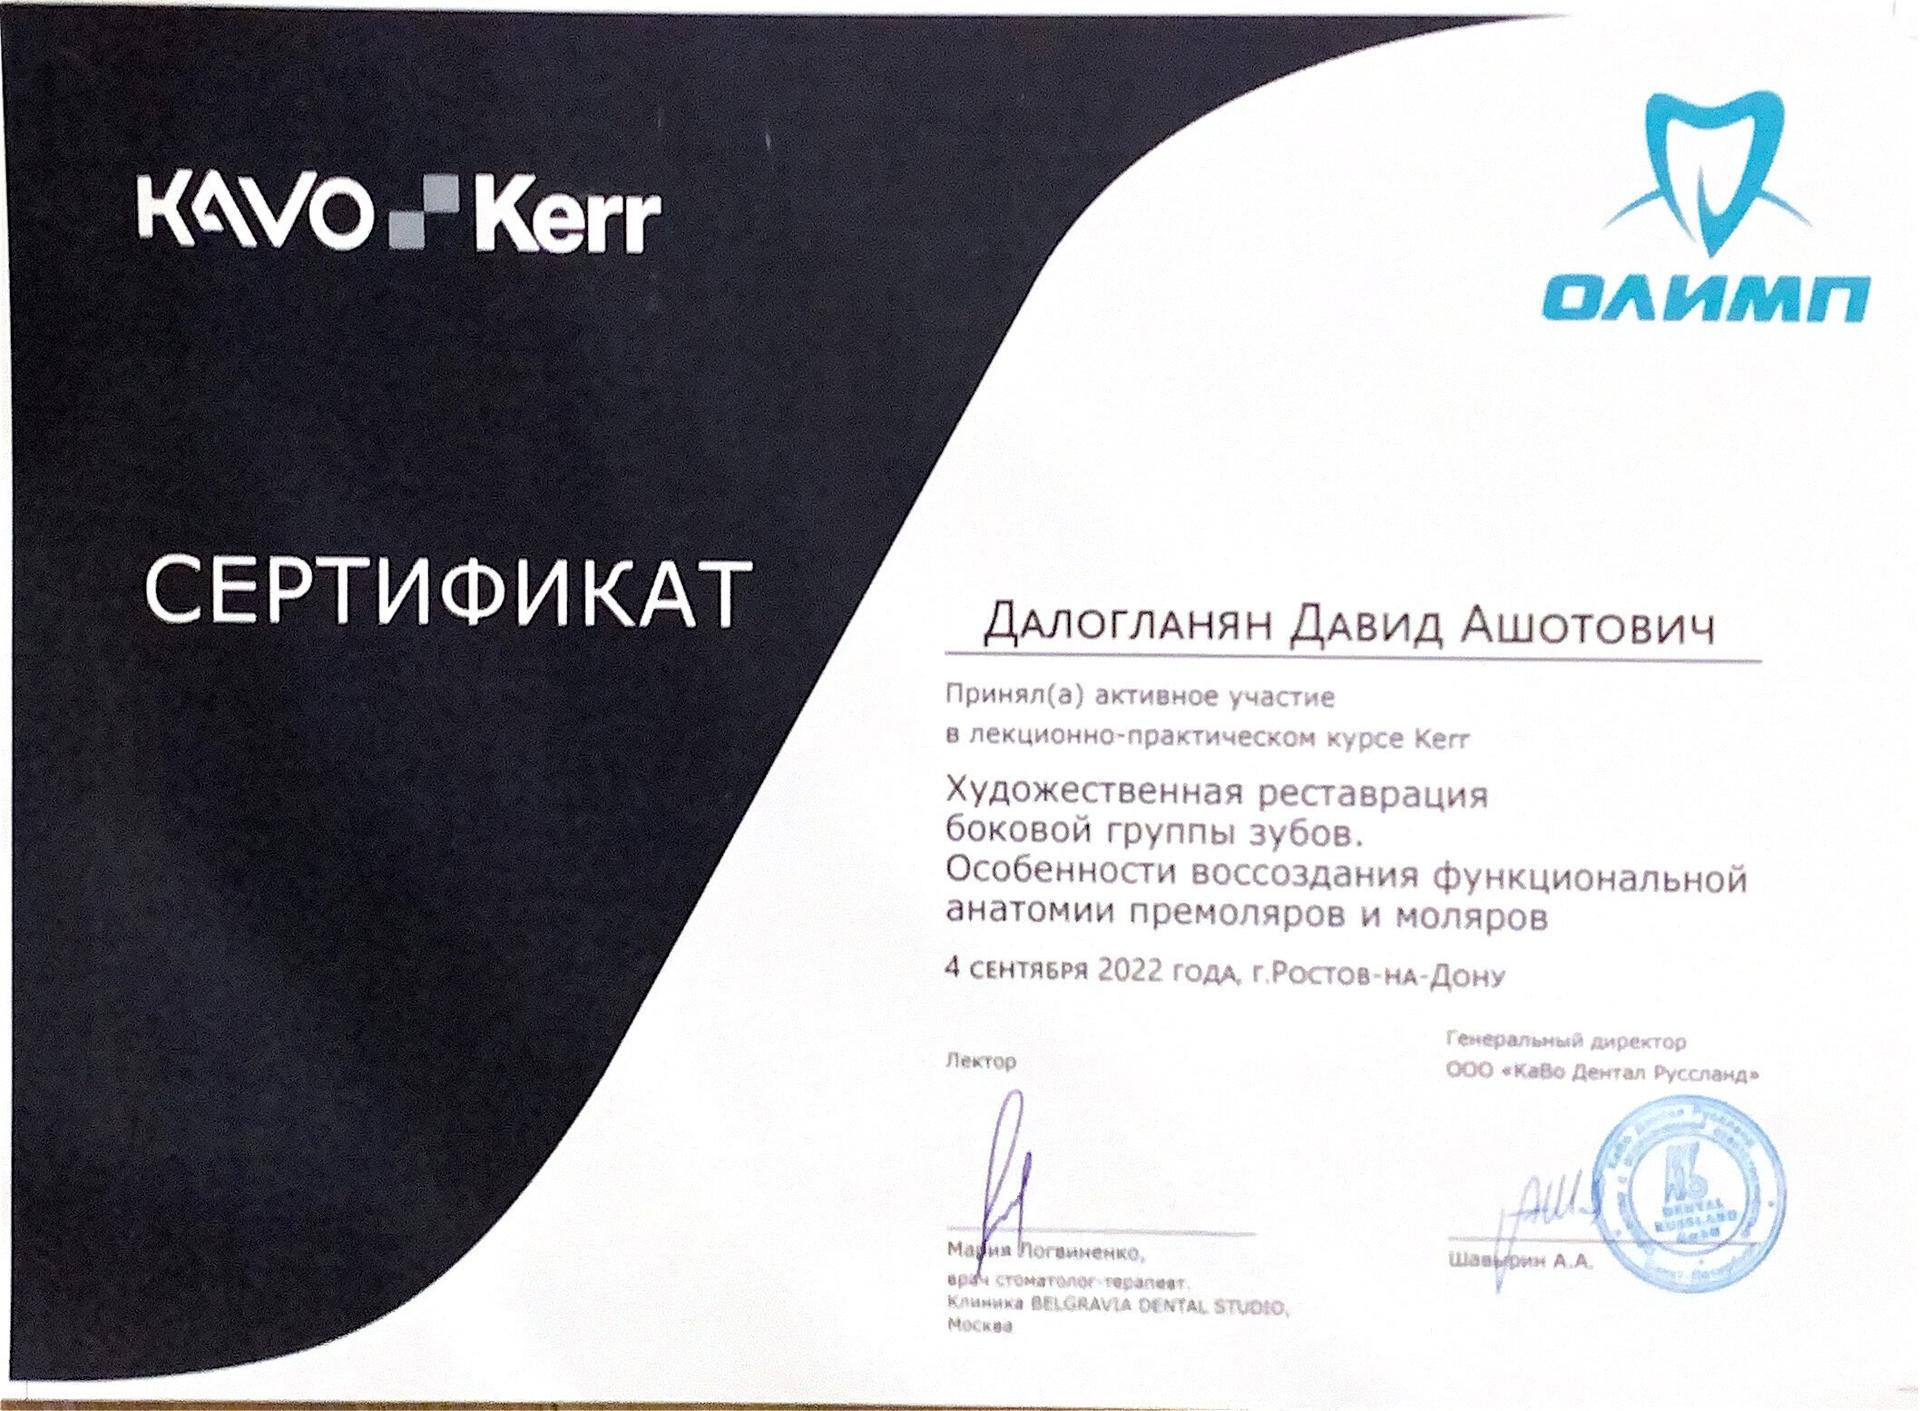 KAVO Kerr
ОЛИМП
СЕРТИФИКАТ
Далогланян Давид Ашотович
Принял(а) активное участие
в лекционно-практическом курсе Kerr
Художественная реставрация
боковой группы зубов.
Особенности воссоздания функциональной
анатомии премоляров и моляров
4 сентября 2022 года, г.Ростов-на-Дону
Лектор
Мария Логвиненко,
врач стоматолог-терапевт.
Клиника BELGRAVIA DENTAL STUDIO,
Москва
Генеральный директор
ООО «КаВо Дентал Руссланд»
Шавырин А.А.
DENTAL
RUSSLAND